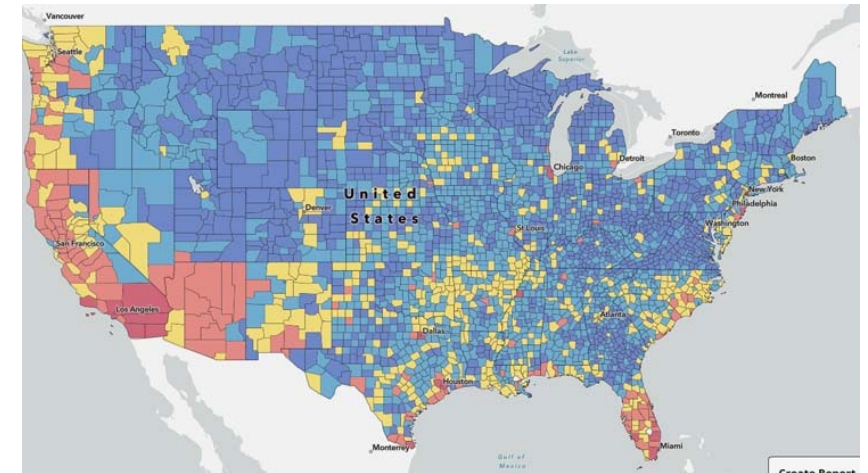 Vancouver
Seattle
Lake
Superior
Montreal
Toronto
Detroit
Chicago
Boston
New York
Philadelphia
United
States
Denver
Washington
St Louis
San Francisco
Los Angeles
Atlanta
Dallas
Houston
Miami
Monterrey
Gulf of
Mexico
Create Report